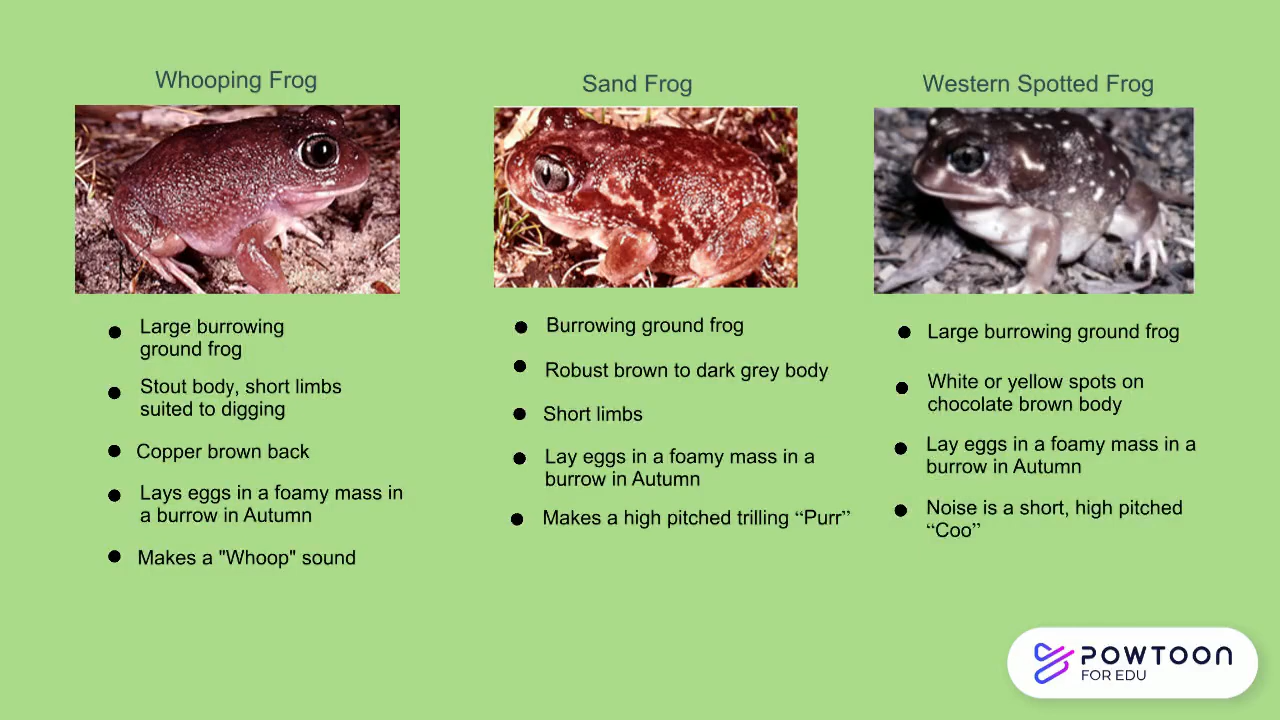 Whooping Frog
Large burrowing
ground frog
Stout body, short limbs
suited to digging
Copper brown back
Lays eggs in a foamy mass in
a burrow in Autumn
Makes a "Whoop" sound
Sand Frog
Burrowing ground frog
Robust brown to dark grey body
Short limbs
Lay eggs in a foamy mass in a
burrow in Autumn
Makes a high pitched trilling “Purr”
Western Spotted Frog
Large burrowing ground frog
White or yellow spots on
chocolate brown body
Lay eggs in a foamy mass in a
burrow in Autumn
Noise is a short, high pitched
“Coo”
POWTOON
FOR EDU